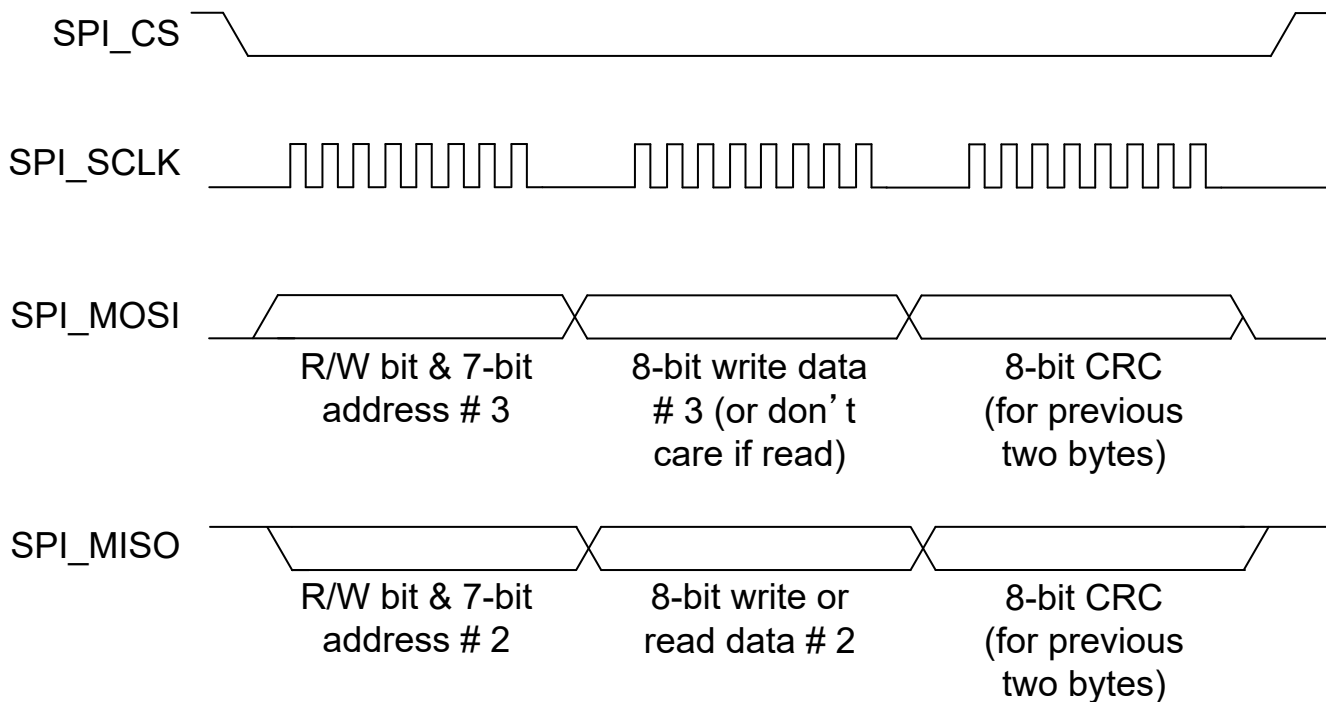 SPI_CS
SPI_SCLK
SPI_MOSI
R/W bit & 7-bit
address # 3
8-bit write data
# 3 (or don’t
care if read)
8-bit CRC
(for previous
two bytes)
SPI_MISO
R/W bit & 7-bit
address # 2
8-bit write or
read data # 2
8-bit CRC
(for previous
two bytes)